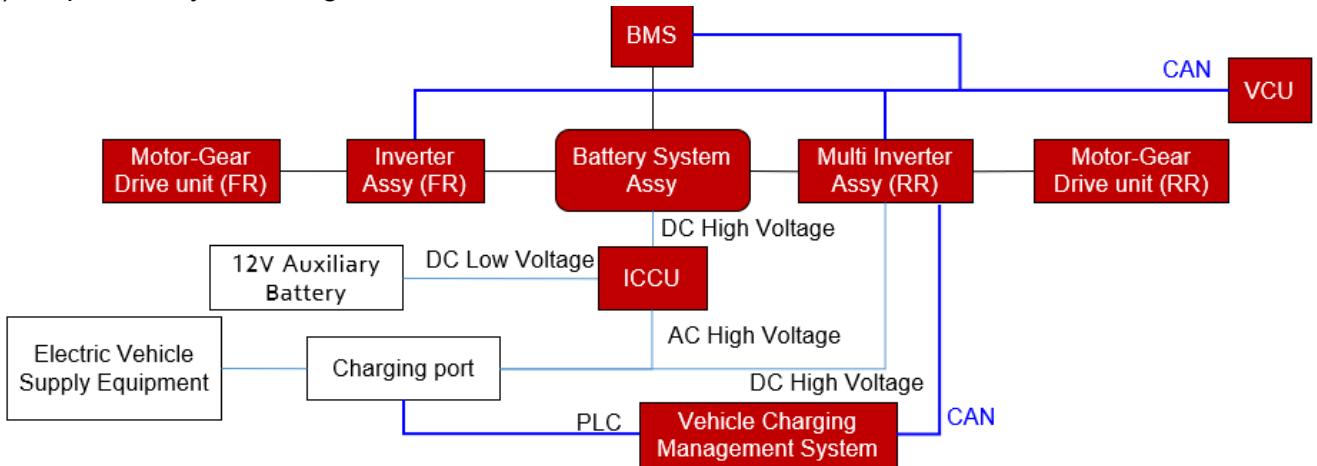 BMS
CAN
VCU
Motor-Gear
Drive unit (FR)
Inverter
Assy (FR)
Battery System
Assy
Multi Inverter
Assy (RR)
Motor-Gear
Drive unit (RR)
DC High Voltage
12V Auxiliary
Battery
DC Low Voltage
ICCU
AC High Voltage
Electric Vehicle
Supply Equipment
Charging port
DC High Voltage
PLC
Vehicle Charging
Management System
CAN